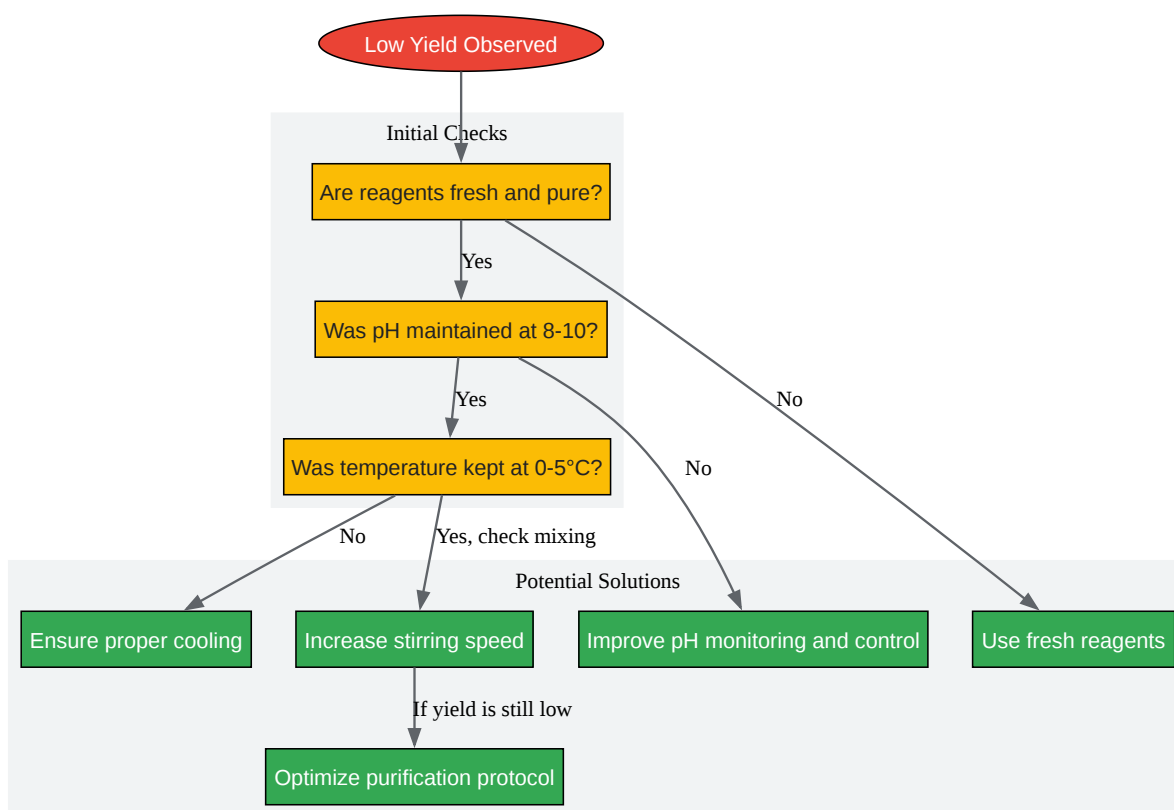 Low Yield Observed
Initial Checks
Are reagents fresh and pure?
Yes
Was pH maintained at 8-10?
Yes
No
Was temperature kept at 0-5°C?
No
No
Yes, check mixing
Potential Solutions
Ensure proper cooling
Increase stirring speed
Improve pH monitoring and control
Use fresh reagents
If yield is still low
Optimize purification protocol